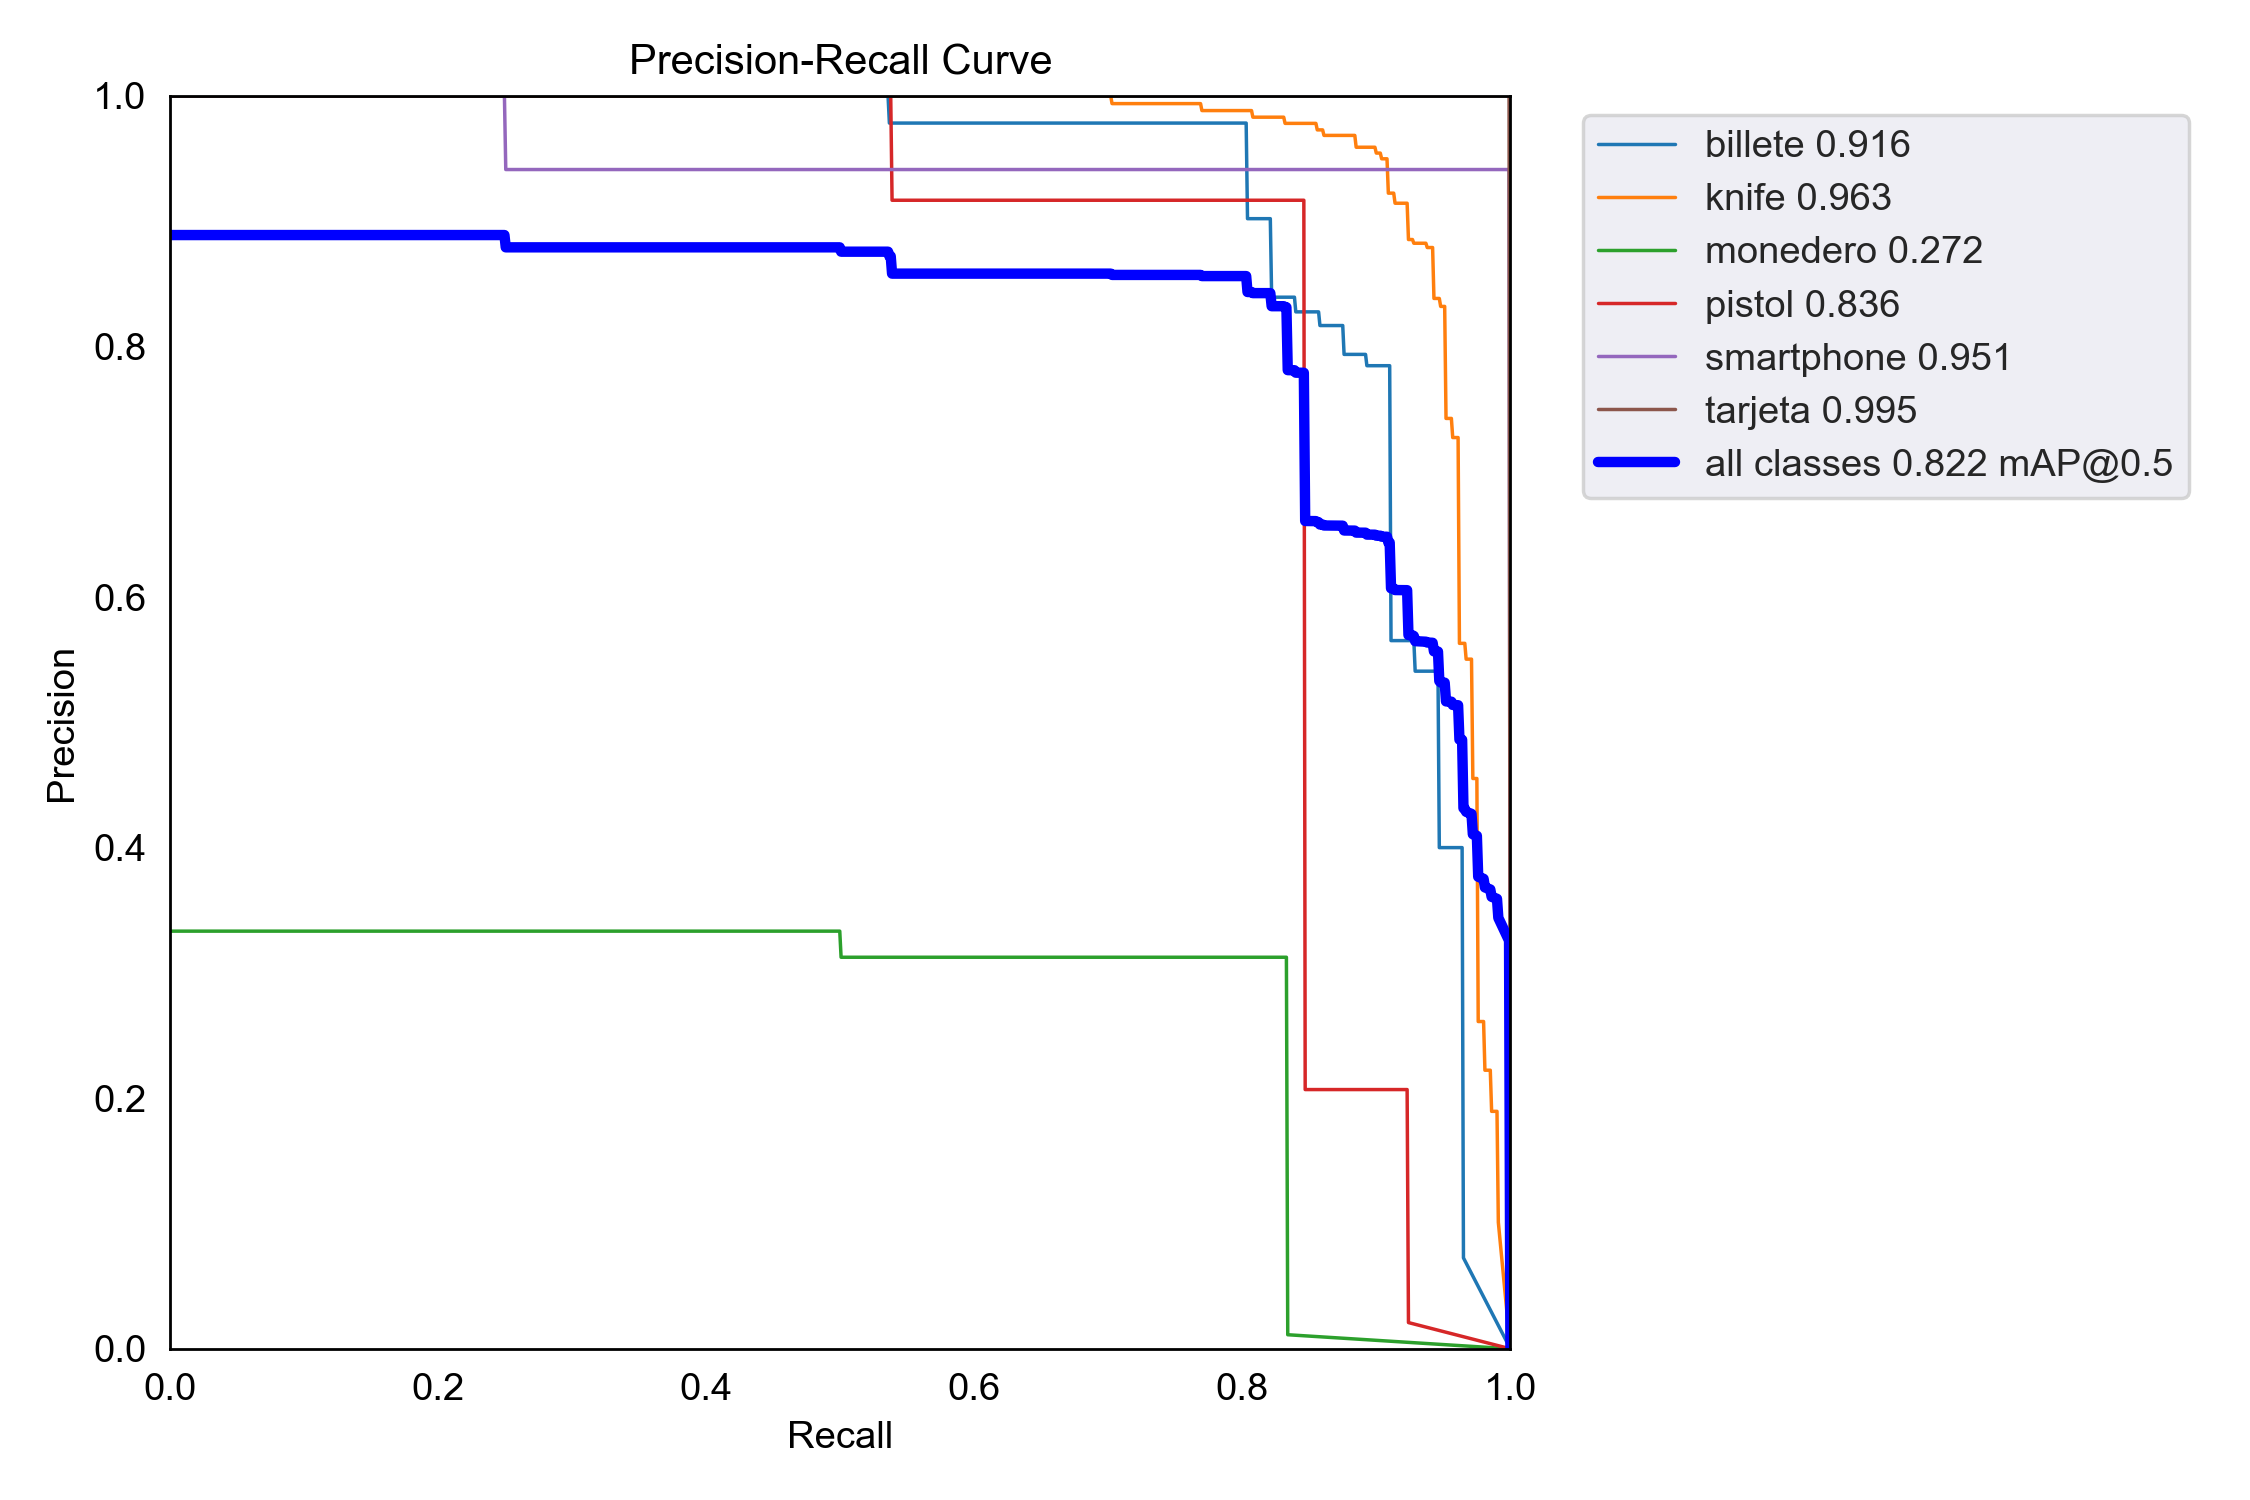 Precision-Recall Curve
1.0
0.8
0.6
0.4
0.2
0.0
Precision
0.0 0.2 0.4 0.6 0.8 1.0
Recall
billete 0.916
knife 0.963
monedero 0.272
pistol 0.836
smartphone 0.951
tarjeta 0.995
all classes 0.822 mAP@0.5